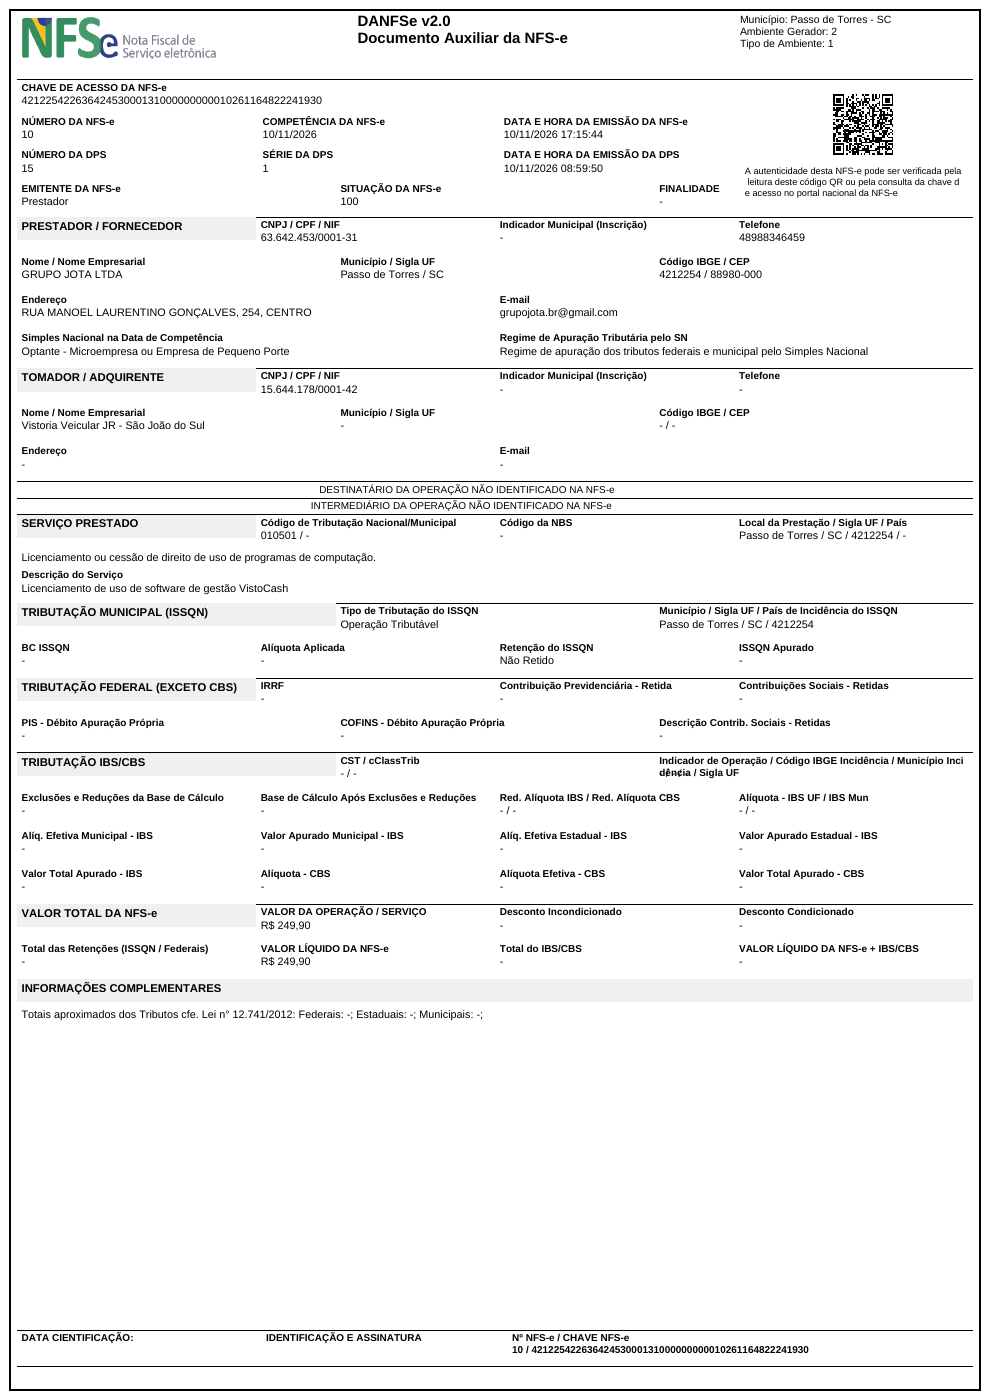 NFSe Nota Fiscal de
Serviço eletrônica
DANFSe v2.0
Documento Auxiliar da NFS-e
Município: Passo de Torres - SC
Ambiente Gerador: 2
Tipo de Ambiente: 1
CHAVE DE ACESSO DA NFS-e
42122542263642453000131000000000010261164822241930
NÚMERO DA NFS-e COMPETÊNCIA DA NFS-e DATA E HORA DA EMISSÃO DA NFS-e
10 10/11/2026 10/11/2026 17:15:44
NÚMERO DA DPS SÉRIE DA DPS DATA E HORA DA EMISSÃO DA DPS
15 1 10/11/2026 08:59:50
A autenticidade desta NFS-e pode ser verificada pela
leitura deste código QR ou pela consulta da chave d
e acesso no portal nacional da NFS-e
EMITENTE DA NFS-e SITUAÇÃO DA NFS-e FINALIDADE
Prestador 100 -
PRESTADOR / FORNECEDOR CNPJ / CPF / NIF Indicador Municipal (Inscrição) Telefone
63.642.453/0001-31 - 48988346459
Nome / Nome Empresarial Município / Sigla UF Código IBGE / CEP
GRUPO JOTA LTDA Passo de Torres / SC 4212254 / 88980-000
Endereço E-mail
RUA MANOEL LAURENTINO GONÇALVES, 254, CENTRO grupojota.br@gmail.com
Simples Nacional na Data de Competência Regime de Apuração Tributária pelo SN
Optante - Microempresa ou Empresa de Pequeno Porte Regime de apuração dos tributos federais e municipal pelo Simples Nacional
TOMADOR / ADQUIRENTE CNPJ / CPF / NIF Indicador Municipal (Inscrição) Telefone
15.644.178/0001-42 - -
Nome / Nome Empresarial Município / Sigla UF Código IBGE / CEP
Vistoria Veicular JR - São João do Sul - - / -
Endereço E-mail
- -
DESTINATÁRIO DA OPERAÇÃO NÃO IDENTIFICADO NA NFS-e
INTERMEDIÁRIO DA OPERAÇÃO NÃO IDENTIFICADO NA NFS-e
SERVIÇO PRESTADO Código de Tributação Nacional/Municipal Código da NBS Local da Prestação / Sigla UF / País
010501 / - - Passo de Torres / SC / 4212254 / -
Licenciamento ou cessão de direito de uso de programas de computação.
Descrição do Serviço
Licenciamento de uso de software de gestão VistoCash
TRIBUTAÇÃO MUNICIPAL (ISSQN) Tipo de Tributação do ISSQN Município / Sigla UF / País de Incidência do ISSQN
Operação Tributável Passo de Torres / SC / 4212254
BC ISSQN Alíquota Aplicada Retenção do ISSQN ISSQN Apurado
- - Não Retido -
TRIBUTAÇÃO FEDERAL (EXCETO CBS) IRRF Contribuição Previdenciária - Retida Contribuições Sociais - Retidas
- - -
PIS - Débito Apuração Própria COFINS - Débito Apuração Própria Descrição Contrib. Sociais - Retidas
- - -
TRIBUTAÇÃO IBS/CBS CST / cClassTrib Indicador de Operação / Código IBGE Incidência / Município Inci
- / - dência / Sigla UF
Exclusões e Reduções da Base de Cálculo Base de Cálculo Após Exclusões e Reduções Red. Alíquota IBS / Red. Alíquota CBS Alíquota - IBS UF / IBS Mun
- - - / - - / -
Alíq. Efetiva Municipal - IBS Valor Apurado Municipal - IBS Alíq. Efetiva Estadual - IBS Valor Apurado Estadual - IBS
- - - -
Valor Total Apurado - IBS Alíquota - CBS Alíquota Efetiva - CBS Valor Total Apurado - CBS
- - - -
VALOR TOTAL DA NFS-e VALOR DA OPERAÇÃO / SERVIÇO Desconto Incondicionado Desconto Condicionado
R$ 249,90 - -
Total das Retenções (ISSQN / Federais) VALOR LÍQUIDO DA NFS-e Total do IBS/CBS VALOR LÍQUIDO DA NFS-e + IBS/CBS
- R$ 249,90 - -
INFORMAÇÕES COMPLEMENTARES
Totais aproximados dos Tributos cfe. Lei n° 12.741/2012: Federais: -; Estaduais: -; Municipais: -;
DATA CIENTIFICAÇÃO: IDENTIFICAÇÃO E ASSINATURA Nº NFS-e / CHAVE NFS-e
10 / 42122542263642453000131000000000010261164822241930